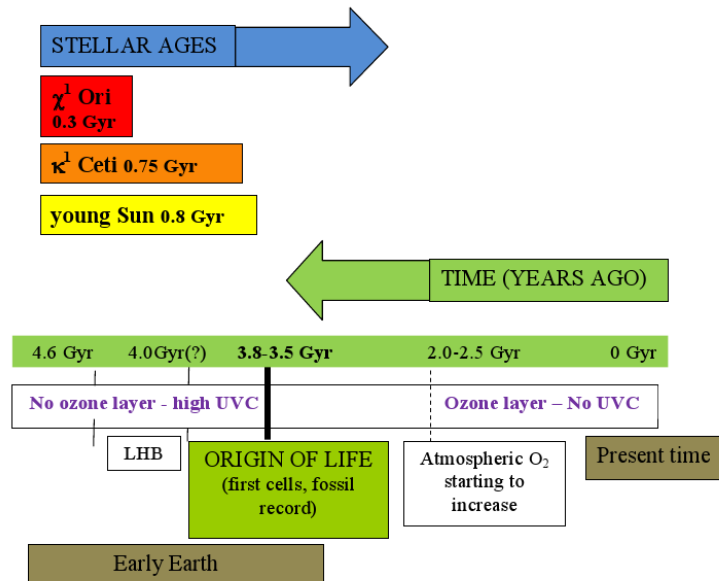 STELLAR AGES
χ¹ Ori
0.3 Gyr
κ¹ Ceti 0.75 Gyr
young Sun 0.8 Gyr
TIME (YEARS AGO)
4.6 Gyr 4.0Gyr(?) 3.8-3.5 Gyr 2.0-2.5 Gyr 0 Gyr
No ozone layer - high UVC Ozone layer – No UVC
LHB
ORIGIN OF LIFE
(first cells, fossil
record)
Atmospheric O₂
starting to
increase
Present time
Early Earth